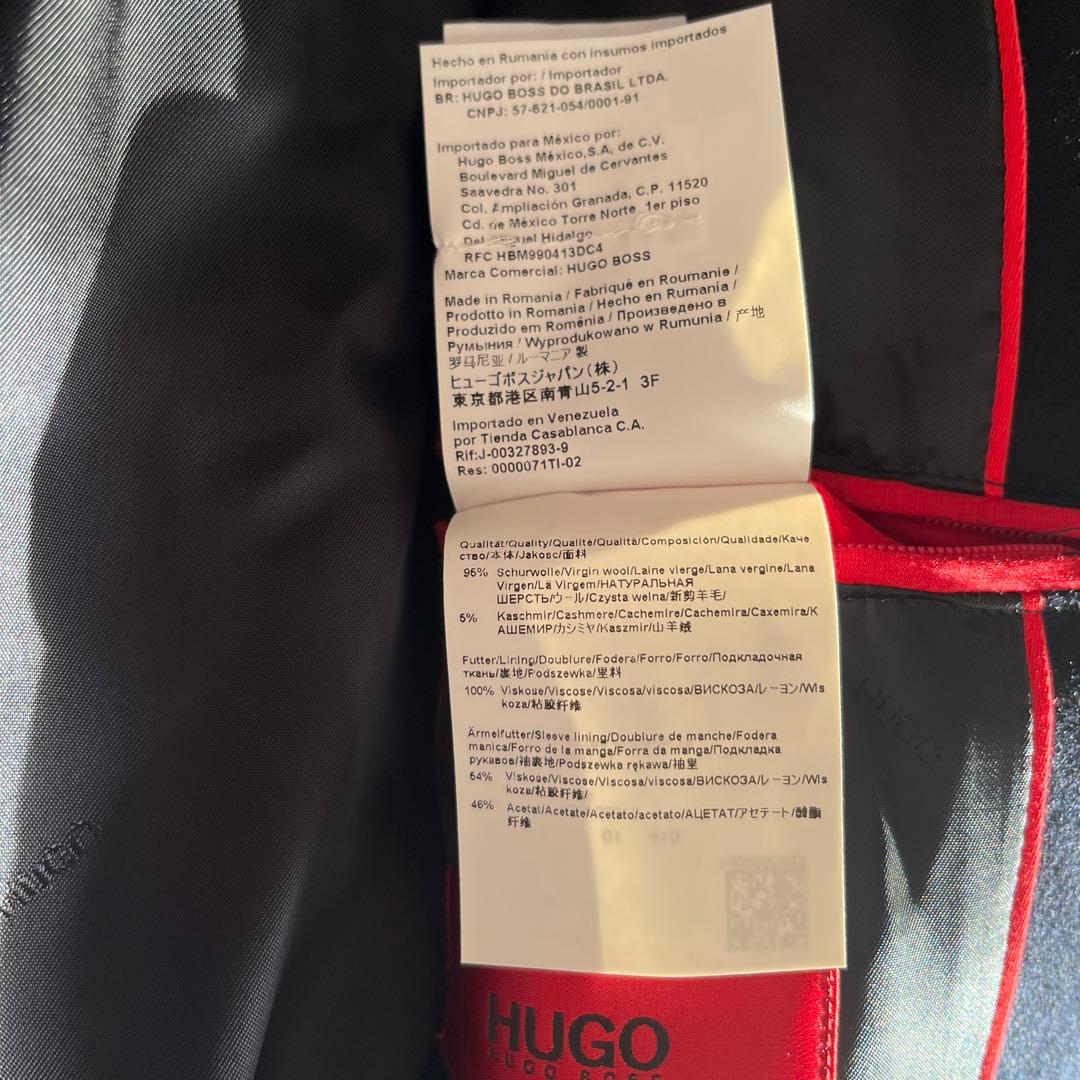 Hecho en Rumanía con insumos importados
Importador por: / Importador
BR: HUGO BOSS DO BRASIL LTDA.
CNPJ: 57-621-054/0001-91
Importado para México por:
Hugo Boss México,S.A, de C.V.
Boulevard Miguel de Cervantes
Saavedra No. 301
Col. Ampliación Granada, C.P. 11520
Cd. de México Torre Norte 1er piso
Hidalgo
RFC HBM990413DC4
Marca Comercial: HUGO BOSS
Made in Romania / Fabriqué en Roumanie /
Prodotto in Romania / Hecho en Rumanía /
Produzido em Romênia / Произведено в
Румыния / Wyprodukowano w Rumunia / 产地
罗马尼亚 / ルーマニア 製
ヒューゴボスジャパン(株)
東京都港区南青山5-2-1 3F
Importado en Venezuela
por Tienda Casablanca C.A.
Rif:J-00327893-9
Res: 0000071TI-02
Qualität/Quality/Qualité/Qualità/Composición/Qualidade/Каче
ство/本体/Jakosc/面料
95% Schurwolle/Virgin wool/Laine vierge/Lana vergine/Lana
Virgen/Lã Virgem/НАТУРАЛЬНАЯ
ШЕРСТЬ/ウール/Czysta welna/新剪羊毛/
5% Kaschmir/Cashmere/Cachemire/Cachemira/Caxemira/К
АШЕМИР/カシミヤ/Kaszmir/山羊绒
Futter/Lining/Doublure/Fodera/Forro/Forro/Подкладочная
ткань/裏地/Podszewka/里料
100% Viskose/Viscose/Viscosa/viscosa/ВИСКОЗА/レーヨン/Wis
koza/粘胶纤维
Ärmelfutter/Sleeve lining/Doublure de manche/Fodera
manica/Forro de la manga/Forra da manga/Подкладка
рукавов/袖裏地/Podszewka rękawa/袖里
54% Viskose/Viscose/Viscosa/viscosa/ВИСКОЗА/レーヨン/Wis
koza/粘胶纤维/
46% Acetat/Acetate/Acetato/acetato/АЦЕТАТ/アセテート/醋酯
纤维
HUGO
HUGO BOSS
HUGO
HUGO